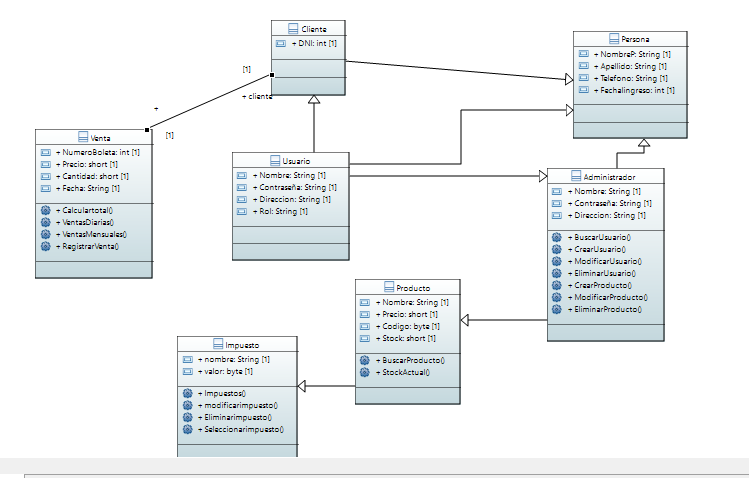 Cliente
+ DNI: int [1]
Persona
+ NombreP: String [1]
+ Apellido: String [1]
+ Telefono: String [1]
+ FechaIngreso: int [1]
[1]
+ cliente
+
[1]
Venta
+ NumeroBoleta: int [1]
+ Precio: short [1]
+ Cantidad: short [1]
+ Fecha: String [1]
+ Calculartotal()
+ VentasDiarias()
+ VentasMensuales()
+ RegistrarVenta()
Usuario
+ Nombre: String [1]
+ Contraseña: String [1]
+ Direccion: String [1]
+ Rol: String [1]
Administrador
+ Nombre: String [1]
+ Contraseña: String [1]
+ Direccion: String [1]
+ BuscarUsuario()
+ CrearUsuario()
+ ModificarUsuario()
+ EliminarUsuario()
+ CrearProducto()
+ ModificarProducto()
+ EliminarProducto()
Producto
+ Nombre: String [1]
+ Precio: short [1]
+ Codigo: byte [1]
+ Stock: short [1]
+ BuscarProducto()
+ StockActual()
Impuesto
+ nombre: String [1]
+ valor: byte [1]
+ Impuestos()
+ modificarimpuesto()
+ Eliminarimpuesto()
+ Seleccionarimpuesto()